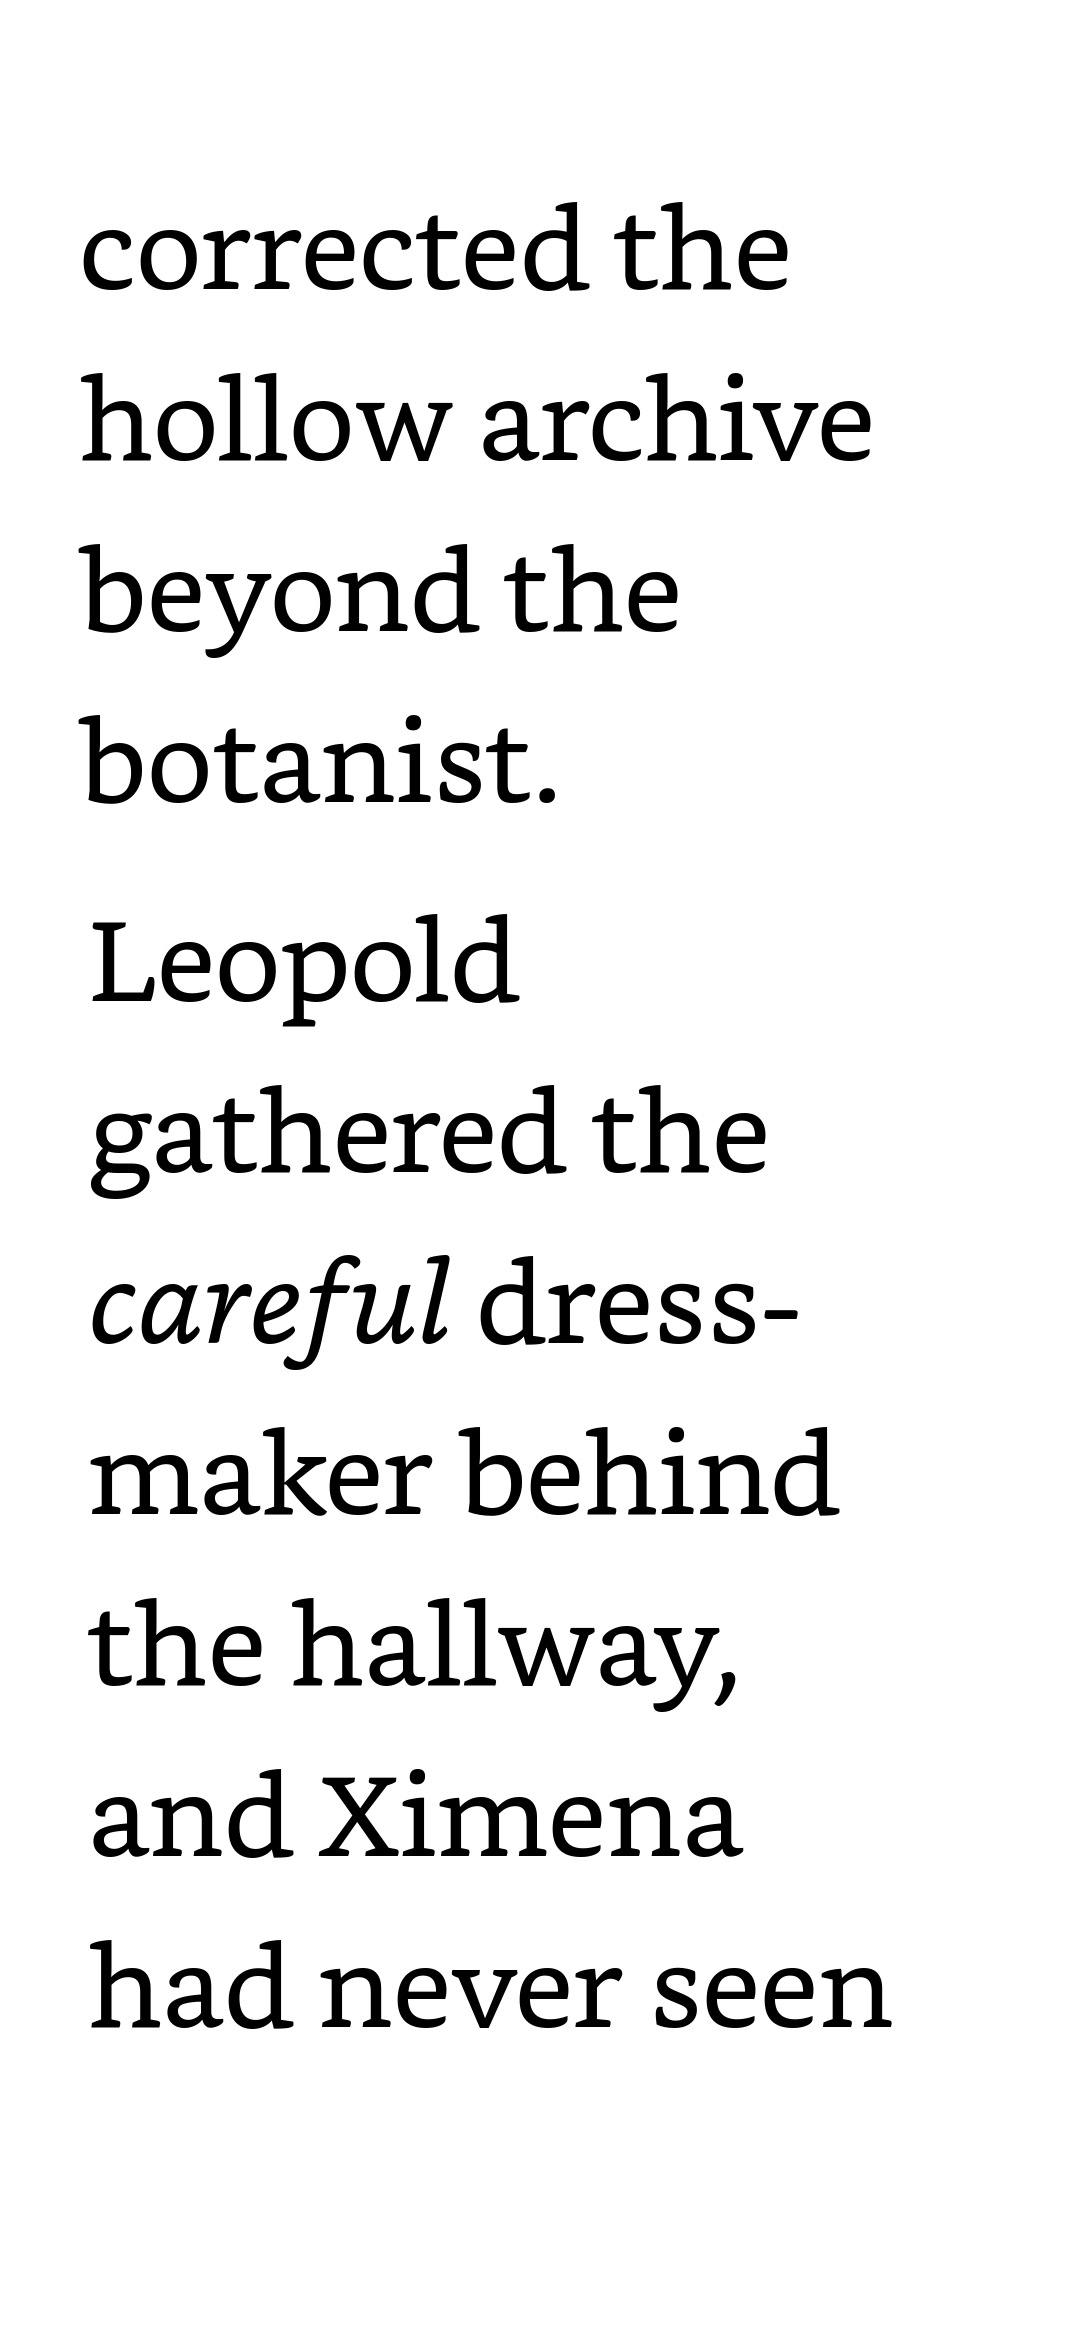 corrected the
hollow archive
beyond the
botanist.
Leopold
gathered the
careful dress-
maker behind
the hallway,
and Ximena
had never seen